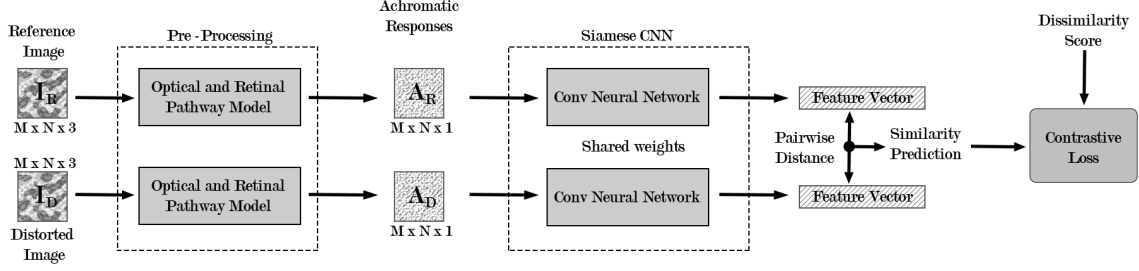 Reference
Image
I_R
M x N x 3
M x N x 3
I_D
Distorted
Image
Pre - Processing
Optical and Retinal
Pathway Model
Optical and Retinal
Pathway Model
Achromatic
Responses
A_R
M x N x 1
A_D
M x N x 1
Siamese CNN
Conv Neural Network
Shared weights
Conv Neural Network
Feature Vector
Pairwise
Distance
Similarity
Prediction
Feature Vector
Dissimilarity
Score
Contrastive
Loss